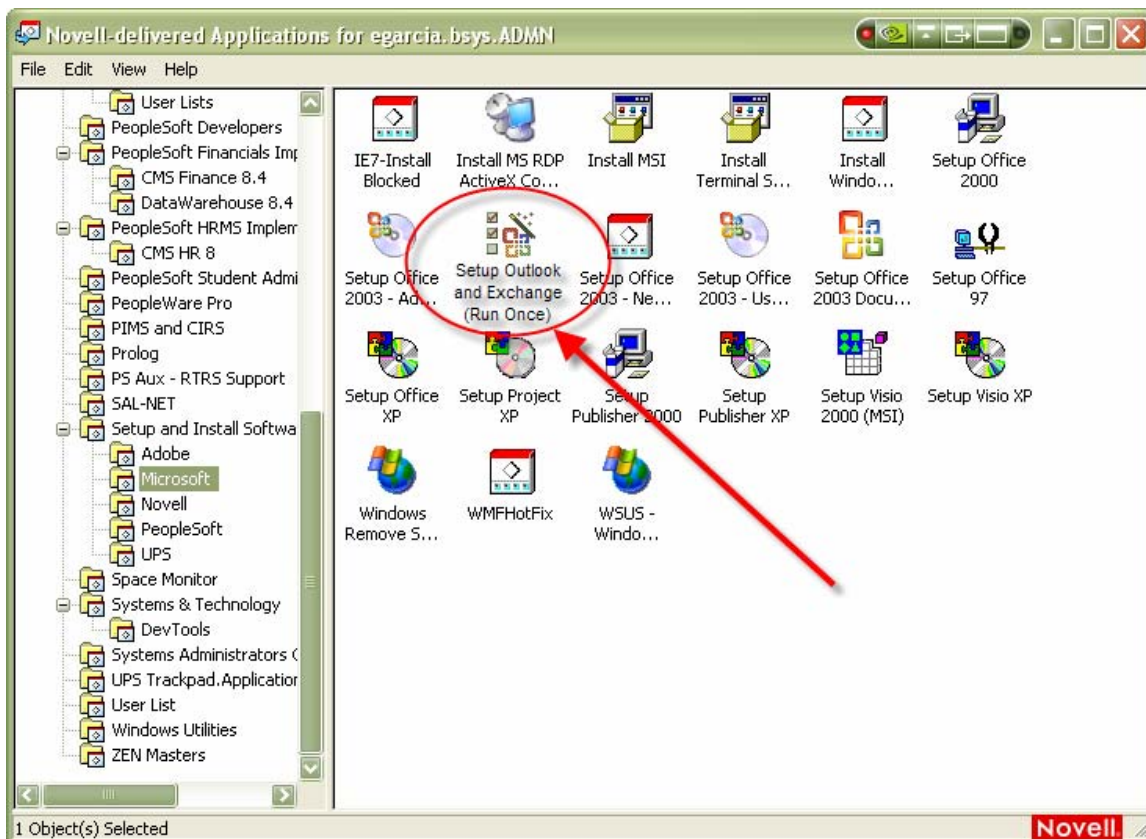 Novell-delivered Applications for egarcia.bsys.ADMN
File Edit View Help
User Lists
PeopleSoft Developers
PeopleSoft Financials Imp
CMS Finance 8.4
DataWarehouse 8.4
PeopleSoft HRMS Implem
CMS HR 8
PeopleSoft Student Admi
PeopleWare Pro
PIMS and CIRS
Prolog
PS Aux - RTRS Support
SAL-NET
Setup and Install Softwa
Adobe
Microsoft
Novell
PeopleSoft
UPS
Space Monitor
Systems & Technology
DevTools
Systems Administrators
UPS Trackpad.Application
User List
Windows Utilities
ZEN Masters
IE7-Install
Blocked
Install MS RDP
ActiveX Co...
Install MSI
Install
Terminal S...
Install
Windo...
Setup Office
2000
Setup Office
2003 - Ad...
Setup Outlook
and Exchange
(Run Once)
Setup Office
2003 - Ne...
Setup Office
2003 - Us...
Setup Office
2003 Docu...
Setup Office
97
Setup Office
XP
Setup Project
XP
Setup
Publisher 2000
Setup
Publisher XP
Setup Visio
2000 (MSI)
Setup Visio XP
Windows
Remove S...
WMFHotFix
WSUS -
Windo...
1 Object(s) Selected
Novell.